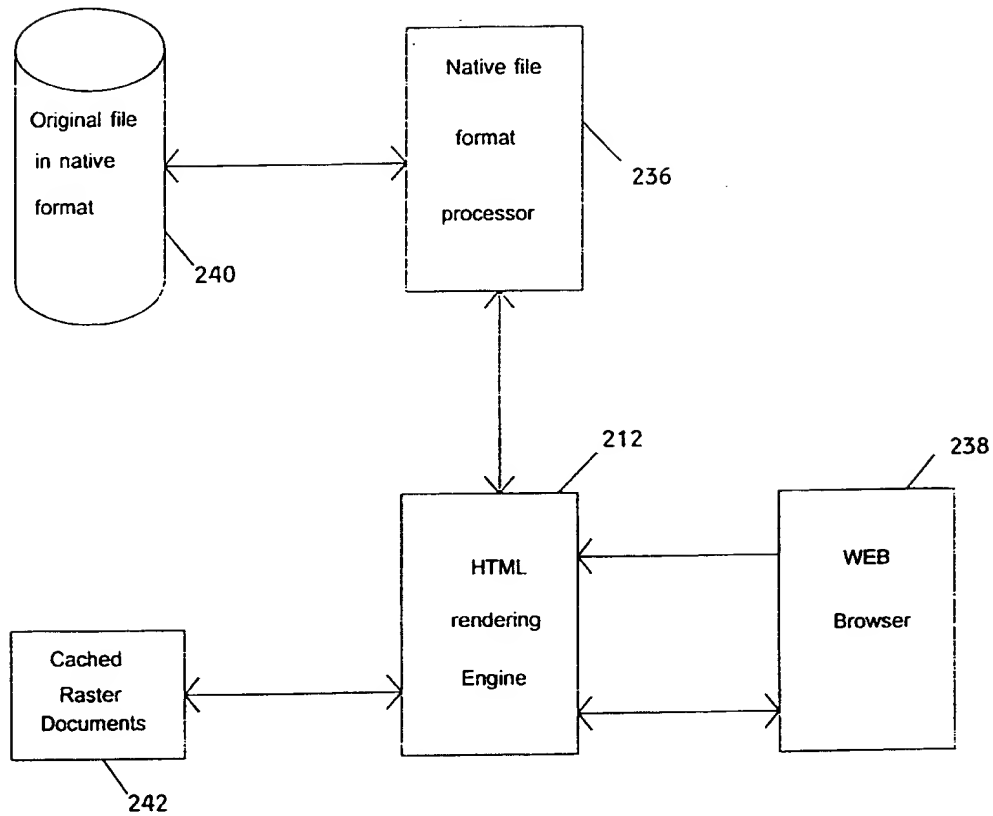 Original file
in native
format
240
Native file
format
processor
236
212
238
HTML
rendering
Engine
WEB
Browser
Cached
Raster
Documents
242